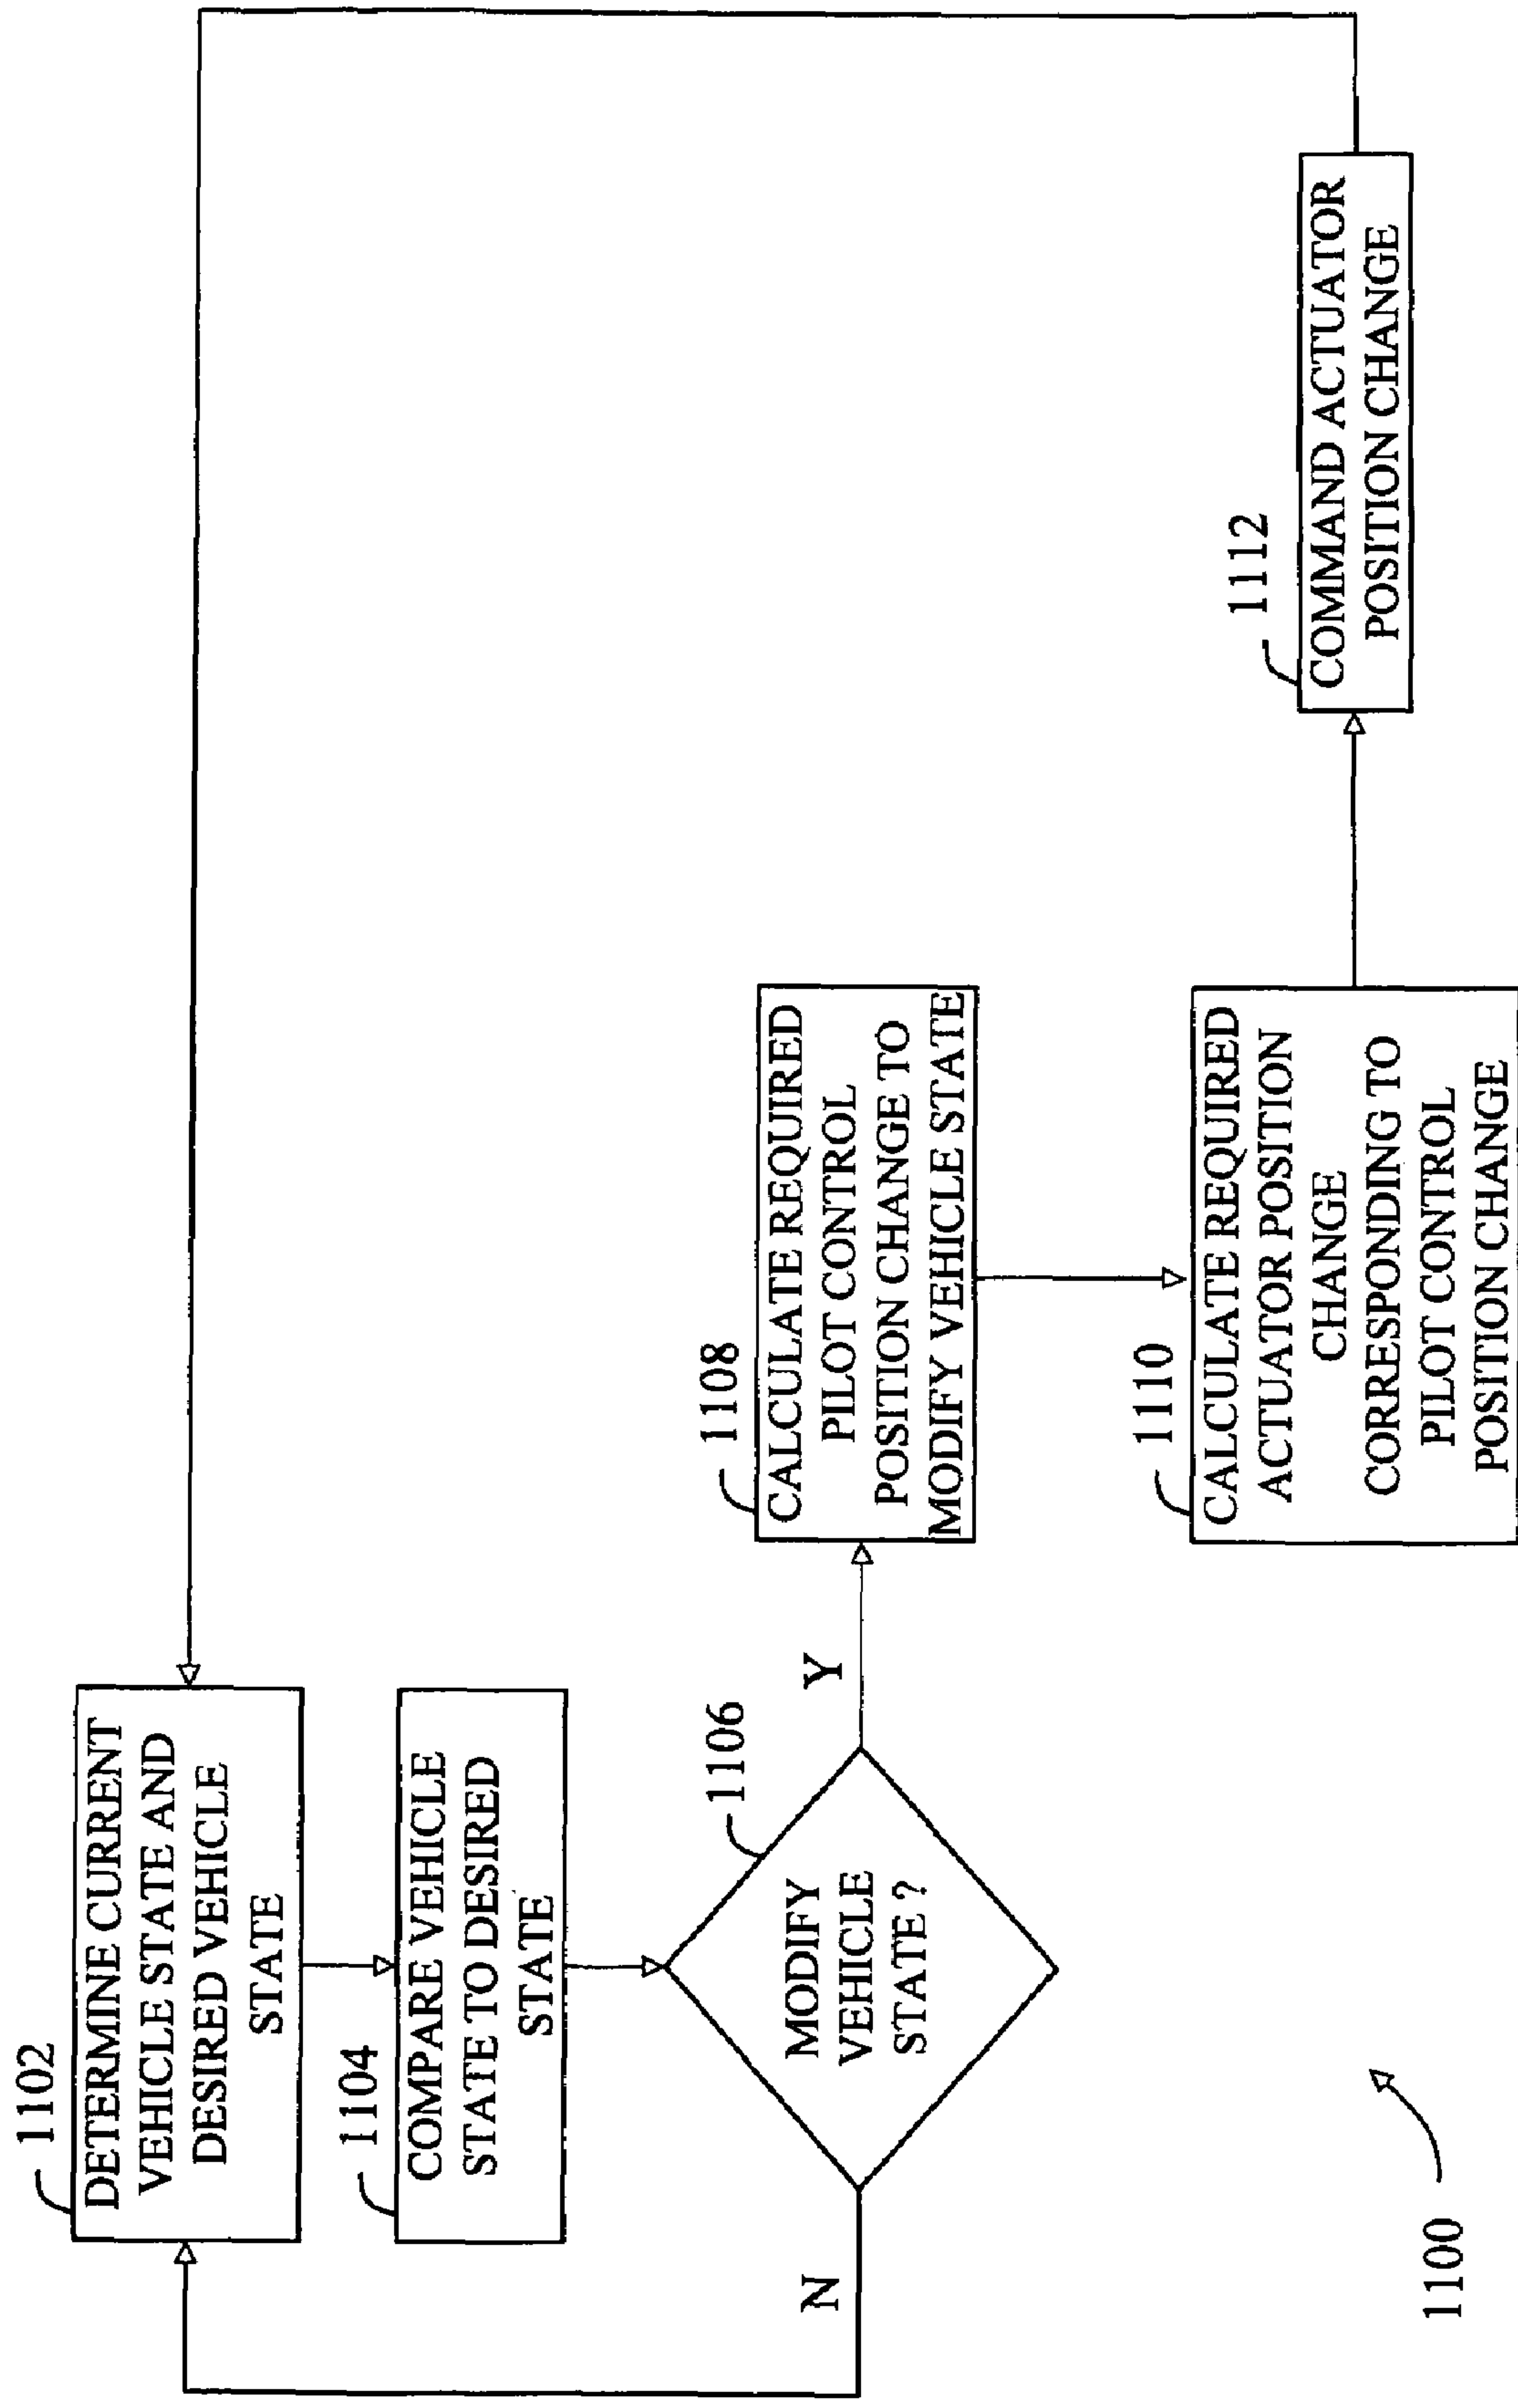 1102
DETERMINE CURRENT
VEHICLE STATE AND
DESIRED VEHICLE
STATE
1104
COMPARE VEHICLE
STATE TO DESIRED
STATE
1106
MODIFY
VEHICLE
STATE ?
N
Y
1108
CALCULATE REQUIRED
PILOT CONTROL
POSITION CHANGE TO
MODIFY VEHICLE STATE
1110
CALCULATE REQUIRED
ACTUATOR POSITION
CHANGE
CORRESPONDING TO
PILOT CONTROL
POSITION CHANGE
1112
COMMAND ACTUATOR
POSITION CHANGE
1100